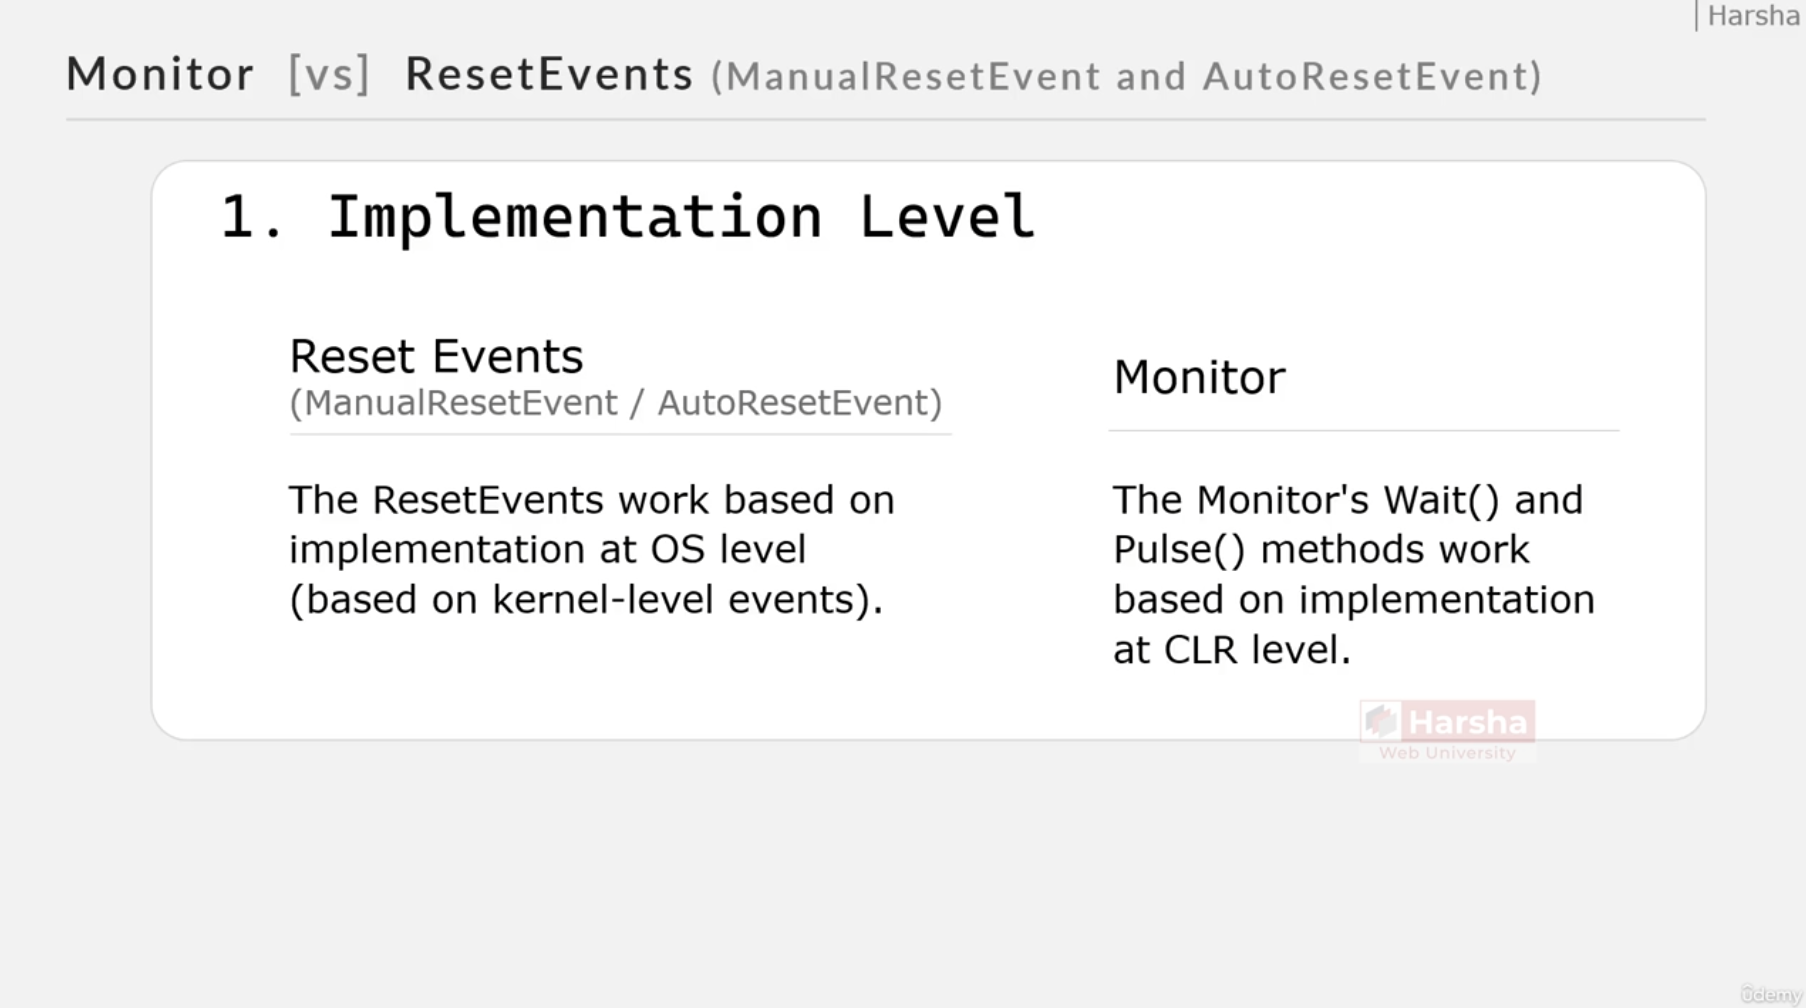 | Harsha
Monitor [vs] ResetEvents (ManualResetEvent and AutoResetEvent)
1. Implementation Level
Reset Events
(ManualResetEvent / AutoResetEvent)
The ResetEvents work based on
implementation at OS level
(based on kernel-level events).
Monitor
The Monitor's Wait() and
Pulse() methods work
based on implementation
at CLR level.
Harsha
Web University
ûdemy